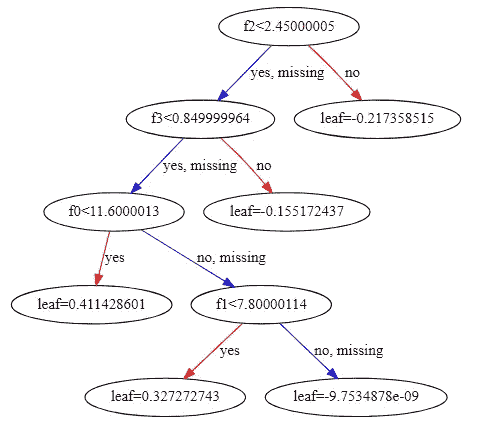 f2<2.45000005
yes, missing
no
f3<0.849999964
leaf=-0.217358515
yes, missing
no
f0<11.6000013
leaf=-0.155172437
yes
no, missing
leaf=0.411428601
f1<7.80000114
yes
no, missing
leaf=0.327272743
leaf=-9.7534878e-09